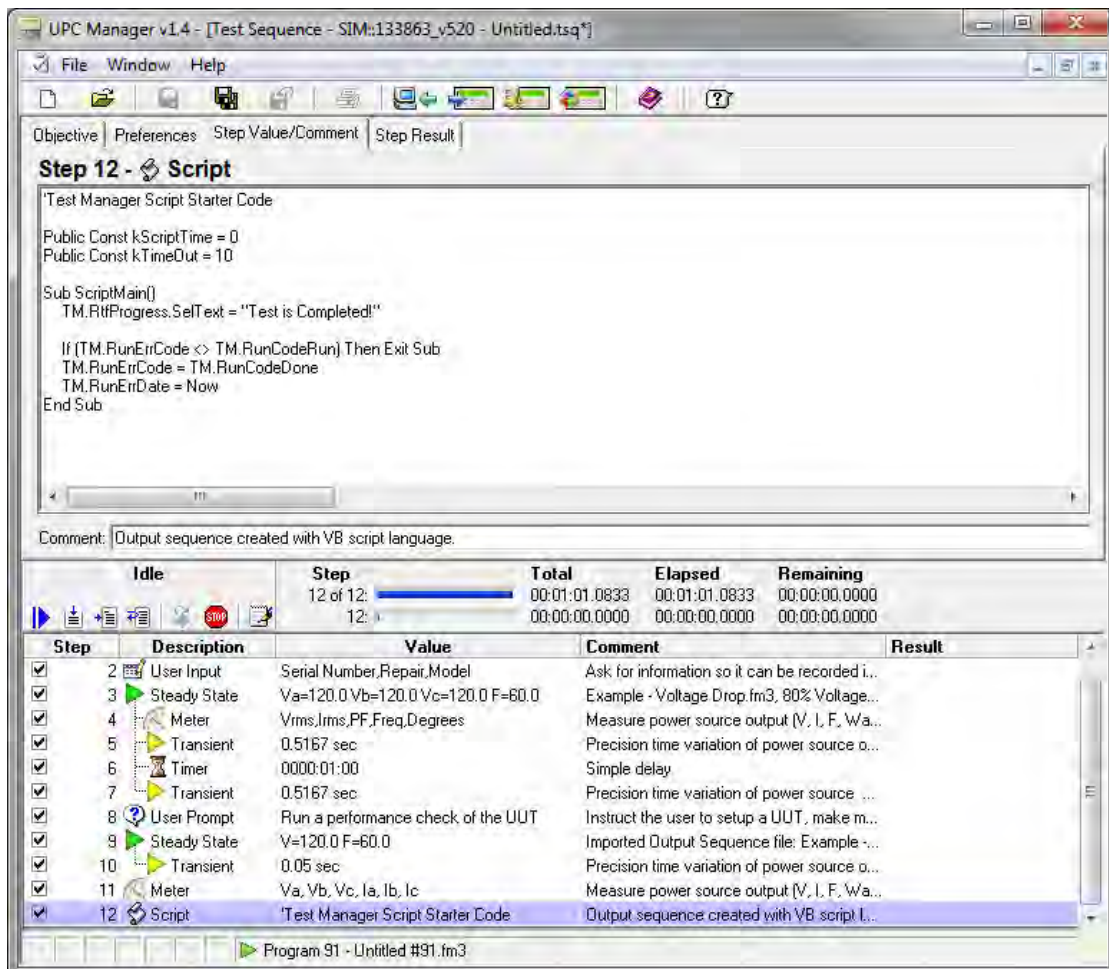 UPC Manager v1.4 - [Test Sequence - SIM::133863_v520 - Untitled.tsq*]
File Window Help
Objective Preferences Step Value/Comment Step Result
Step 12 - Script
'Test Manager Script Starter Code
Public Const kScriptTime = 0
Public Const kTimeOut = 10
Sub ScriptMain()
TM.RtfProgress.SelText = "Test is Completed!"
If (TM.RunErrCode <> TM.RunCodeRun) Then Exit Sub
TM.RunErrCode = TM.RunCodeDone
TM.RunErrDate = Now
End Sub
Comment: Output sequence created with VB script language.
Idle Step Total Elapsed Remaining
12 of 12: 00:01:01.0833 00:01:01.0833 00:00:00.0000
STOP 12: 00:00:00.0000 00:00:00.0000 00:00:00.0000
Step Description Value Comment Result
2 User Input Serial Number,Repair,Model Ask for information so it can be recorded i...
3 Steady State Va=120.0 Vb=120.0 Vc=120.0 F=60.0 Example - Voltage Drop.fm3, 80% Voltage...
4 Meter Vrms,Irms,PF,Freq,Degrees Measure power source output (V, I, F, Wa...
5 Transient 0.5167 sec Precision time variation of power source o...
6 Timer 0000:01:00 Simple delay
7 Transient 0.5167 sec Precision time variation of power source ...
8 User Prompt Run a performance check of the UUT Instruct the user to setup a UUT, make m...
9 Steady State V=120.0 F=60.0 Imported Output Sequence file: Example -...
10 Transient 0.05 sec Precision time variation of power source o...
11 Meter Va, Vb, Vc, Ia, Ib, Ic Measure power source output (V, I, F, Wa...
12 Script 'Test Manager Script Starter Code Output sequence created with VB script l...
Program 91 - Untitled #91.fm3